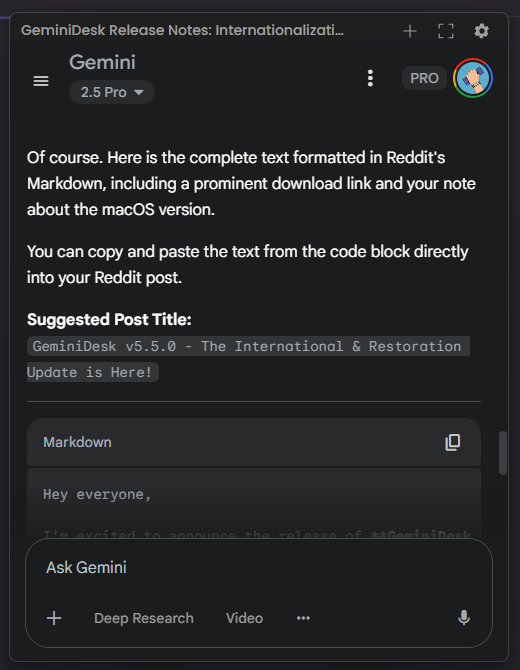 GeminiDesk Release Notes: Internationalizati...
Gemini
2.5 Pro
PRO
Of course. Here is the complete text formatted in Reddit's
Markdown, including a prominent download link and your note
about the macOS version.
You can copy and paste the text from the code block directly
into your Reddit post.
Suggested Post Title:
GeminiDesk v5.5.0 - The International & Restoration
Update is Here!
Markdown
Hey everyone,
I'm excited to announce the release of **GeminiDesk
Ask Gemini
Deep Research
Video